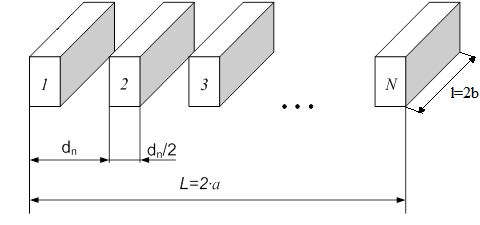 1 2 3 ... N
l=2b
dₙ dₙ/2
L=2·a